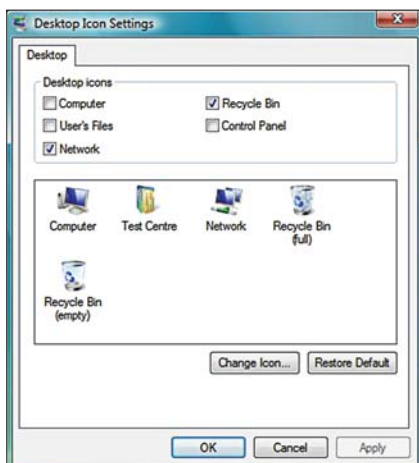 Desktop Icon Settings
Desktop
Desktop icons
Computer
Recycle Bin
User's Files
Control Panel
Network
Computer
Test Centre
Network
Recycle Bin
(full)
Recycle Bin
(empty)
Change Icon...
Restore Default
OK
Cancel
Apply